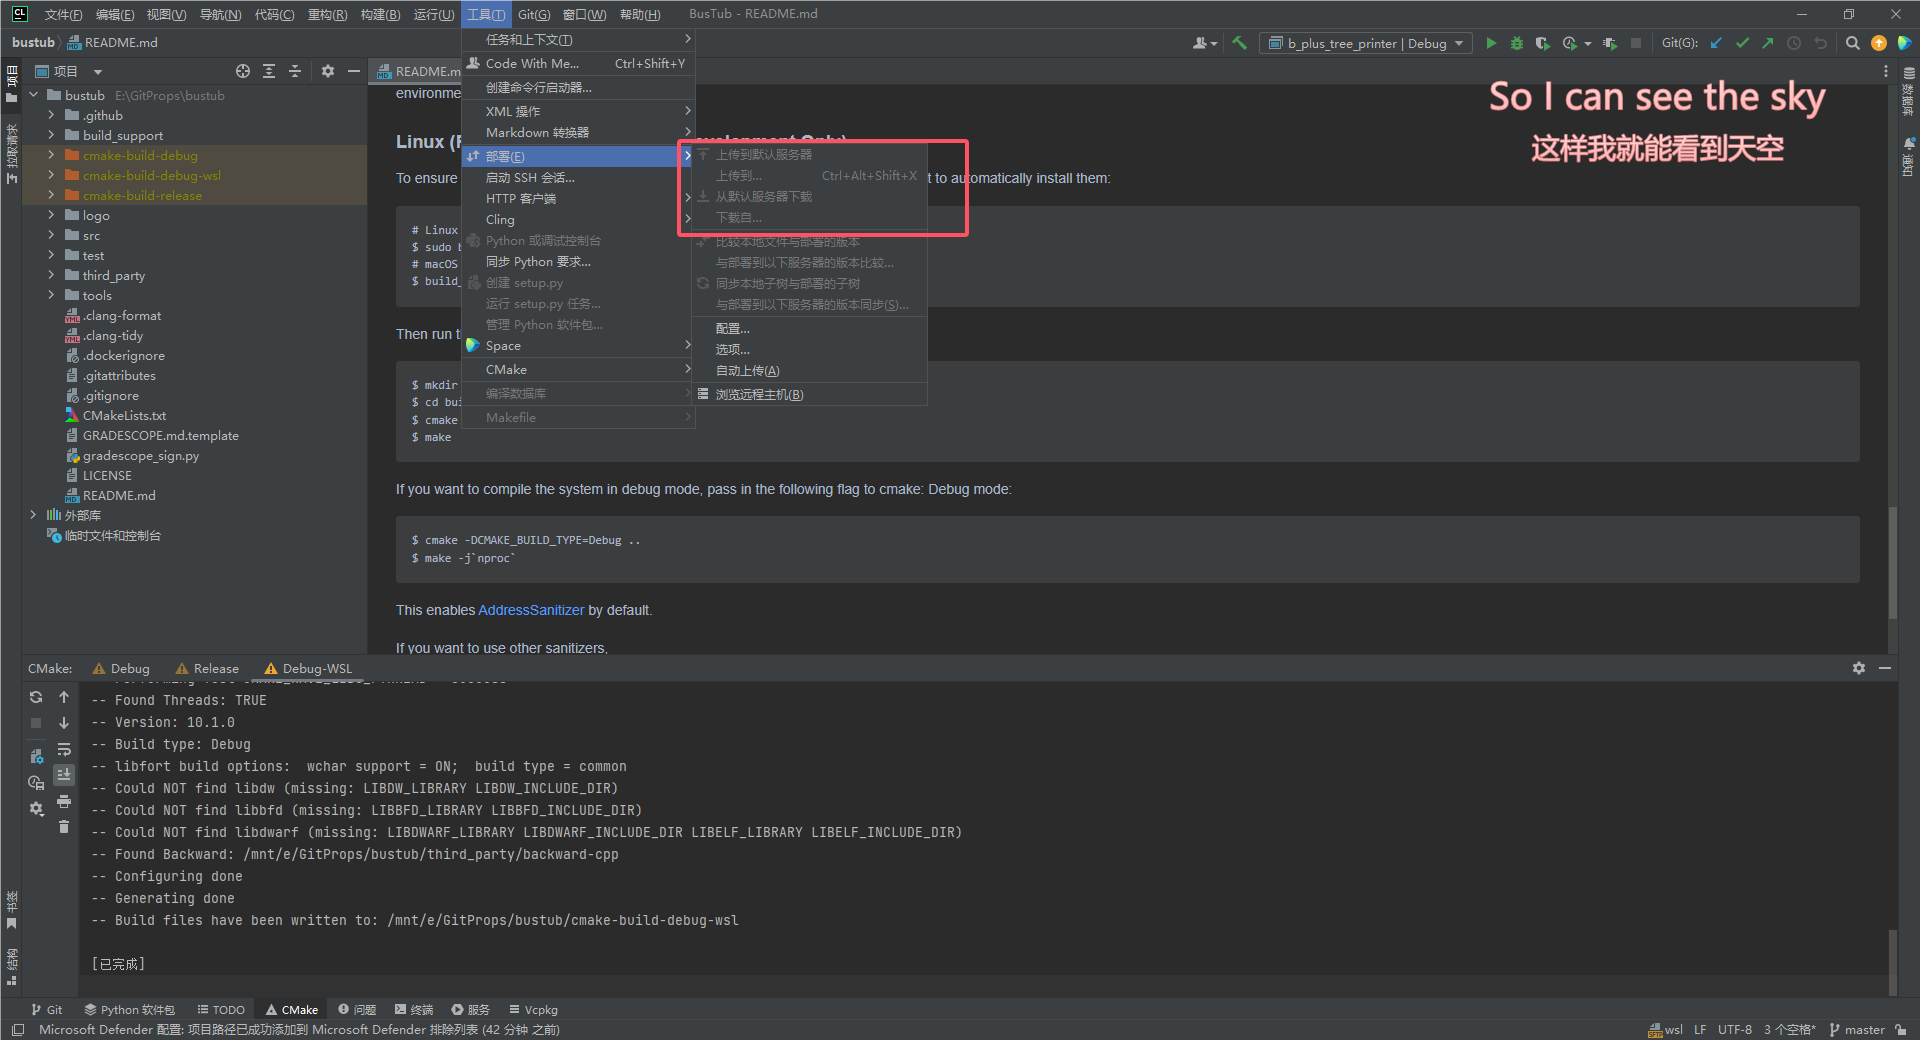 文件(F) 编辑(E) 视图(V) 导航(N) 代码(C) 重构(R) 构建(B) 运行(U) 工具(T) Git(G) 窗口(W) 帮助(H) BusTub - README.md
bustub README.md
b_plus_tree_printer | Debug
Git(G):
项目
拉取请求
书签
结构
项目
bustub E:\GitProps\bustub
.github
build_support
cmake-build-debug
cmake-build-debug-wsl
cmake-build-release
logo
src
test
third_party
tools
.clang-format
.clang-tidy
.dockerignore
.gitattributes
.gitignore
CMakeLists.txt
GRADESCOPE.md.template
gradescope_sign.py
LICENSE
README.md
外部库
临时文件和控制台
README.m
任务和上下文(T)
Code With Me... Ctrl+Shift+Y
创建命令行启动器...
XML 操作
Markdown 转换器
部署(E)
启动 SSH 会话...
HTTP 客户端
Cling
Python 或调试控制台
同步 Python 要求...
创建 setup.py
运行 setup.py 任务...
管理 Python 软件包...
Space
CMake
编译数据库
Makefile
上传到默认服务器
上传到... Ctrl+Alt+Shift+X
从默认服务器下载
下载自...
比较本地文件与部署的版本
与部署到以下服务器的版本比较...
同步本地子树与部署的子树
与部署到以下服务器的版本同步(S)...
配置...
选项...
自动上传(A)
浏览远程主机(B)
environme
Linux (
To ensure
t to automatically install them:
# Linux
$ sudo b
# macOS
$ build_
Then run t
$ mkdir
$ cd bui
$ cmake
$ make
If you want to compile the system in debug mode, pass in the following flag to cmake: Debug mode:
$ cmake -DCMAKE_BUILD_TYPE=Debug ..
$ make -j`nproc`
This enables AddressSanitizer by default.
If you want to use other sanitizers,
So I can see the sky
这样我就能看到天空
数据库
通知
CMake: Debug Release Debug-WSL
-- Found Threads: TRUE
-- Version: 10.1.0
-- Build type: Debug
-- libfort build options:  wchar support = ON;  build type = common
-- Could NOT find libdw (missing: LIBDW_LIBRARY LIBDW_INCLUDE_DIR)
-- Could NOT find libbfd (missing: LIBBFD_LIBRARY LIBBFD_INCLUDE_DIR)
-- Could NOT find libdwarf (missing: LIBDWARF_LIBRARY LIBDWARF_INCLUDE_DIR LIBELF_LIBRARY LIBELF_INCLUDE_DIR)
-- Found Backward: /mnt/e/GitProps/bustub/third_party/backward-cpp
-- Configuring done
-- Generating done
-- Build files have been written to: /mnt/e/GitProps/bustub/cmake-build-debug-wsl
[已完成]
Git Python 软件包 TODO CMake 问题 终端 服务 Vcpkg
Microsoft Defender 配置: 项目路径已成功添加到 Microsoft Defender 排除列表 (42 分钟 之前) wsl LF UTF-8 3 个空格* master